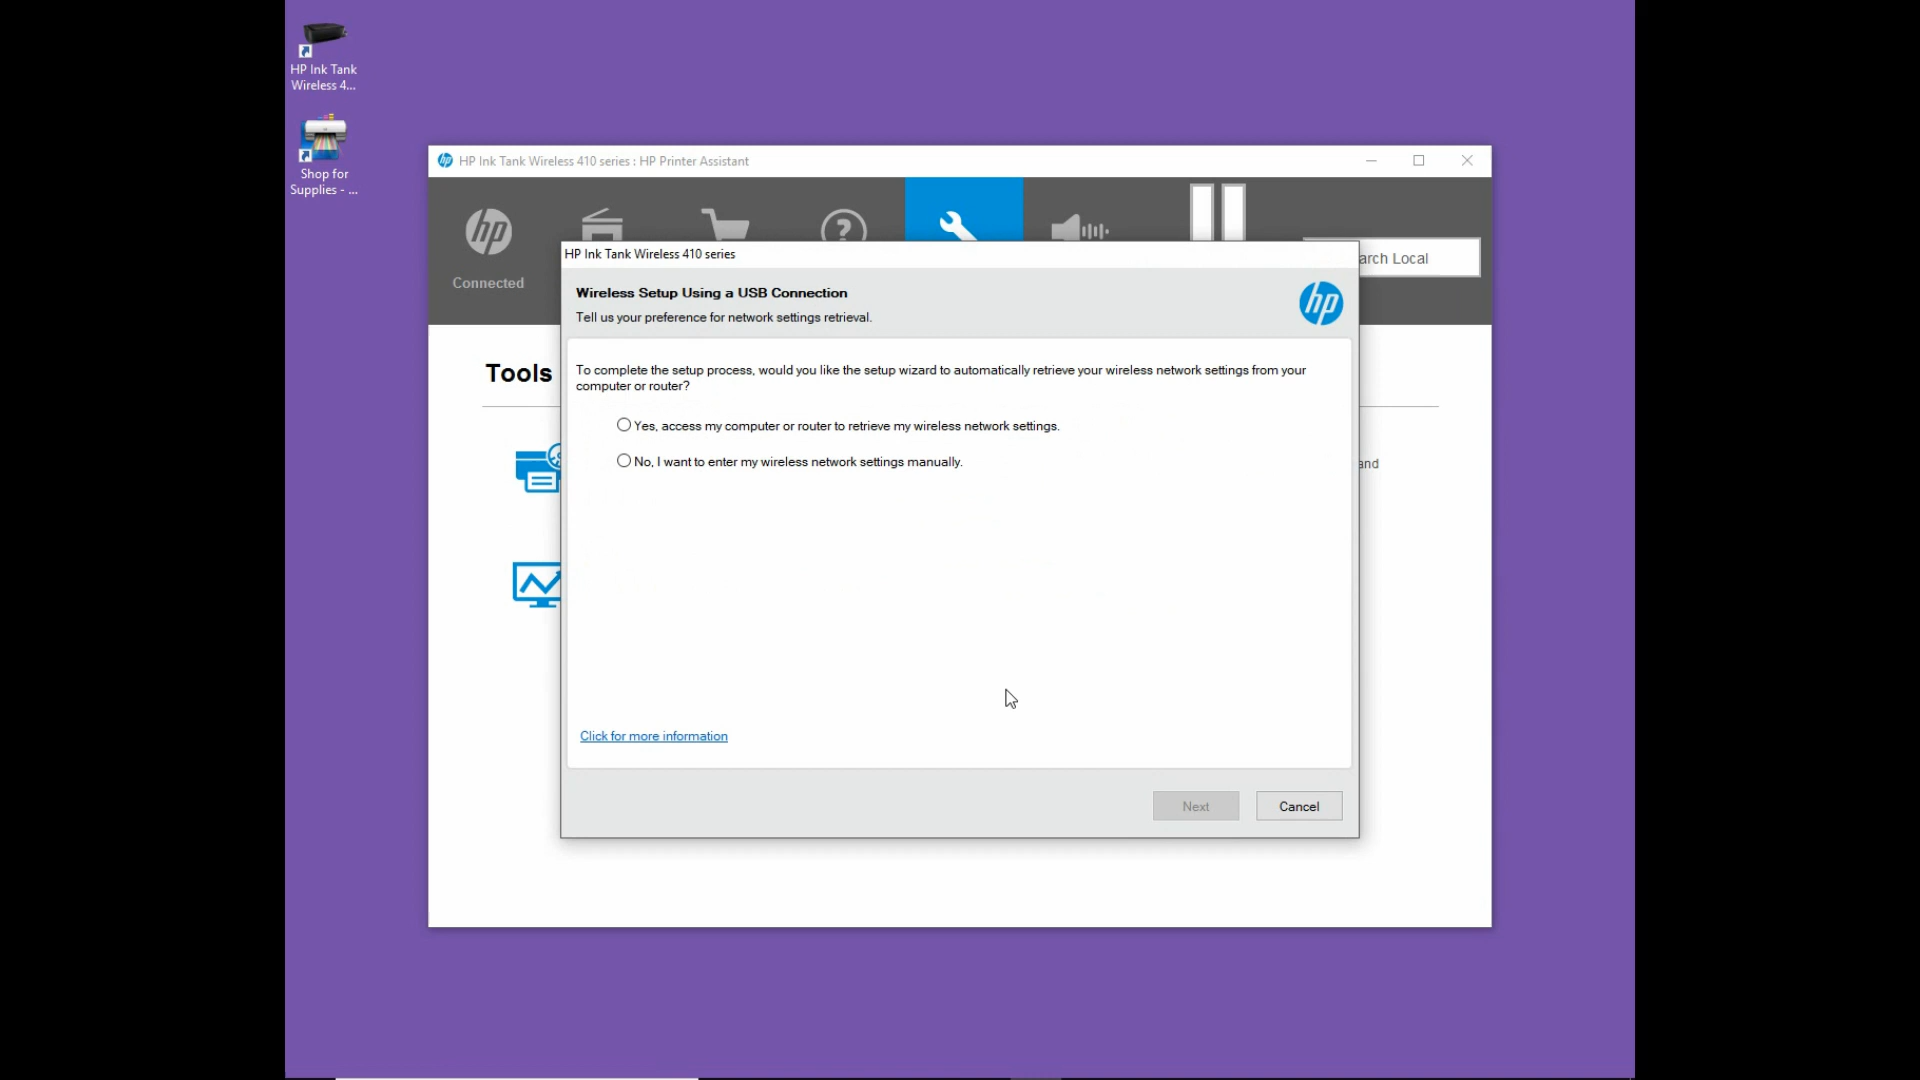 HP Ink Tank
Wireless 4...
Shop for
Supplies - ...
HP Ink Tank Wireless 410 series : HP Printer Assistant
hp
?
Connected
arch Local
Tools
and
HP Ink Tank Wireless 410 series
Wireless Setup Using a USB Connection
Tell us your preference for network settings retrieval.
hp
To complete the setup process, would you like the setup wizard to automatically retrieve your wireless network settings from your
computer or router?
Yes, access my computer or router to retrieve my wireless network settings.
No, I want to enter my wireless network settings manually.
Click for more information
Next
Cancel